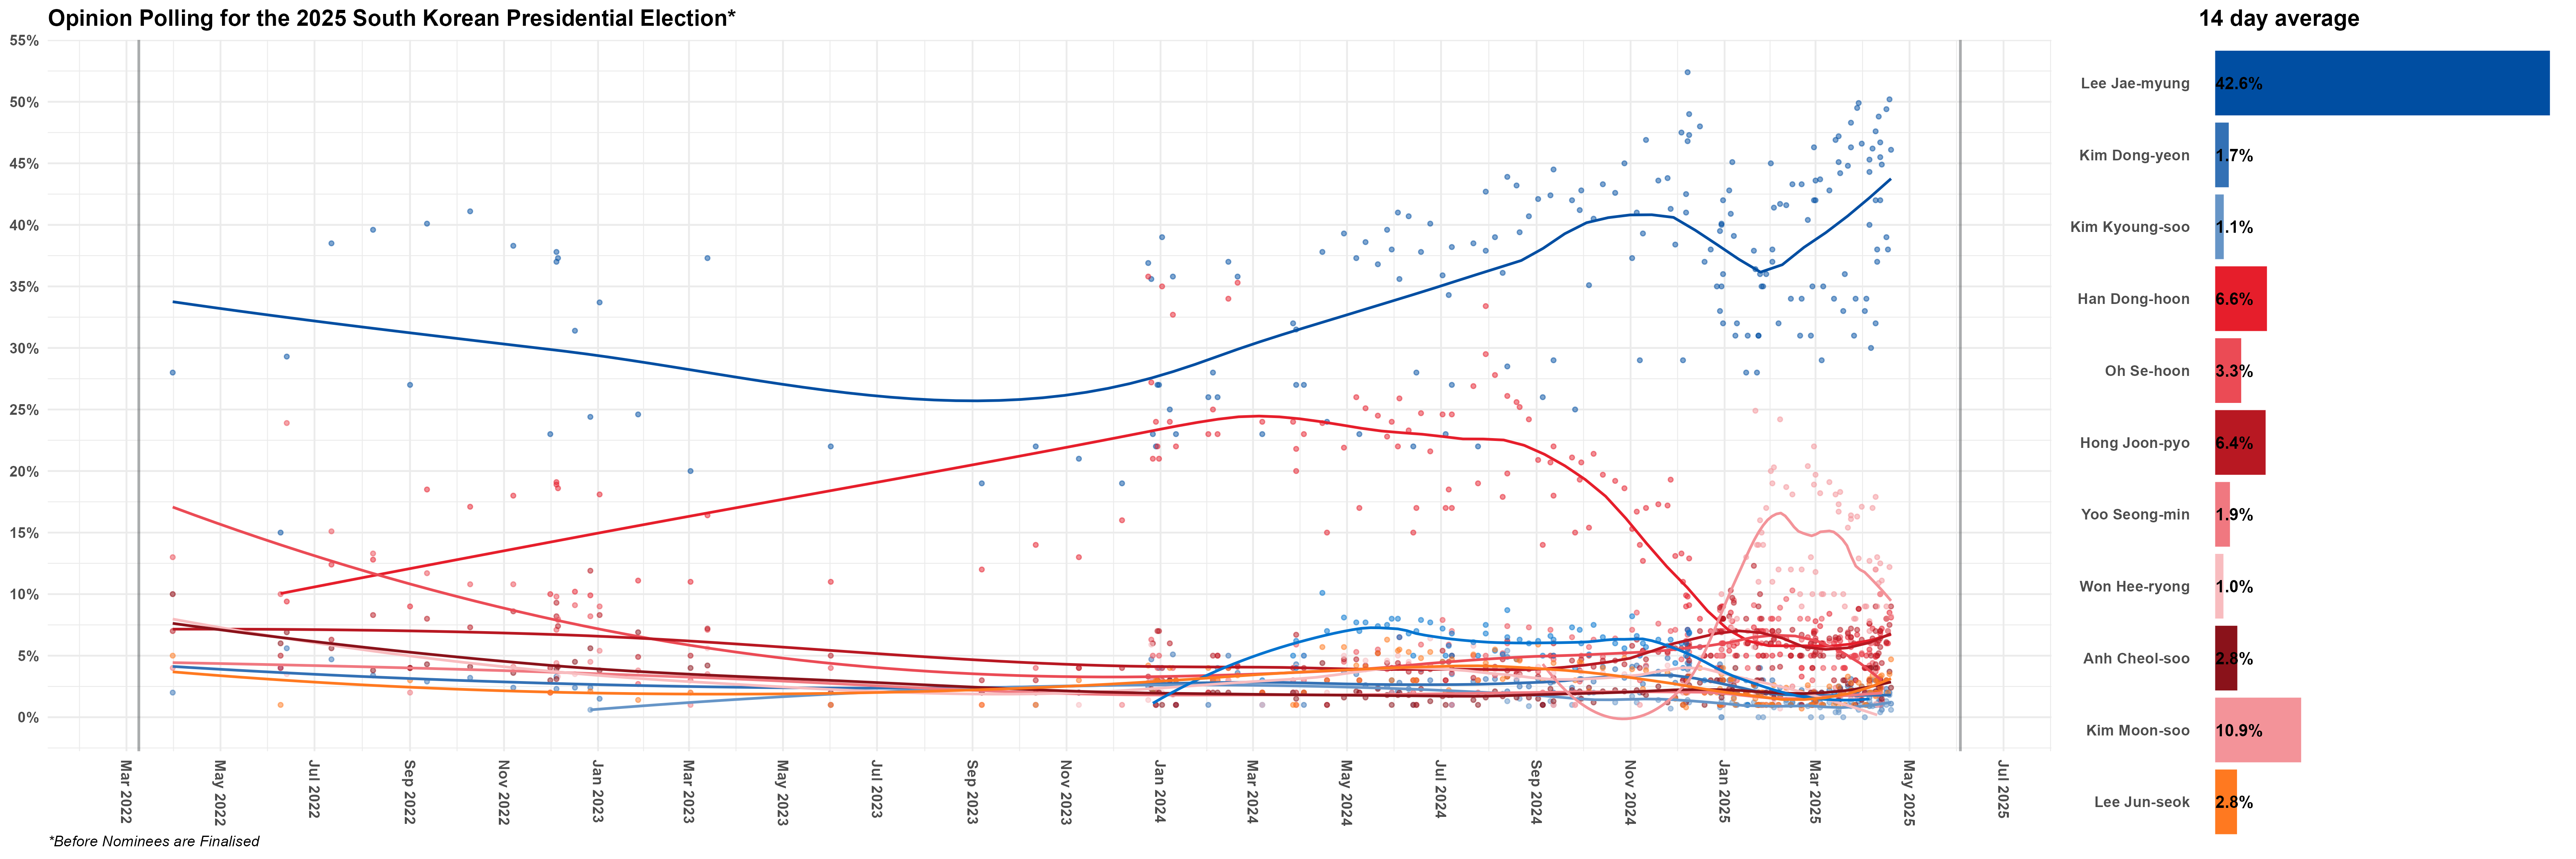 Opinion Polling for the 2025 South Korean Presidential Election*
14 day average
55%
50%
45%
40%
35%
30%
25%
20%
15%
10%
5%
0%
Mar 2022
May 2022
Jul 2022
Sep 2022
Nov 2022
Jan 2023
Mar 2023
May 2023
Jul 2023
Sep 2023
Nov 2023
Jan 2024
Mar 2024
May 2024
Jul 2024
Sep 2024
Nov 2024
Jan 2025
Mar 2025
May 2025
Jul 2025
*Before Nominees are Finalised
Lee Jae-myung 42.6%
Kim Dong-yeon 1.7%
Kim Kyoung-soo 1.1%
Han Dong-hoon 6.6%
Oh Se-hoon 3.3%
Hong Joon-pyo 6.4%
Yoo Seong-min 1.9%
Won Hee-ryong 1.0%
Anh Cheol-soo 2.8%
Kim Moon-soo 10.9%
Lee Jun-seok 2.8%